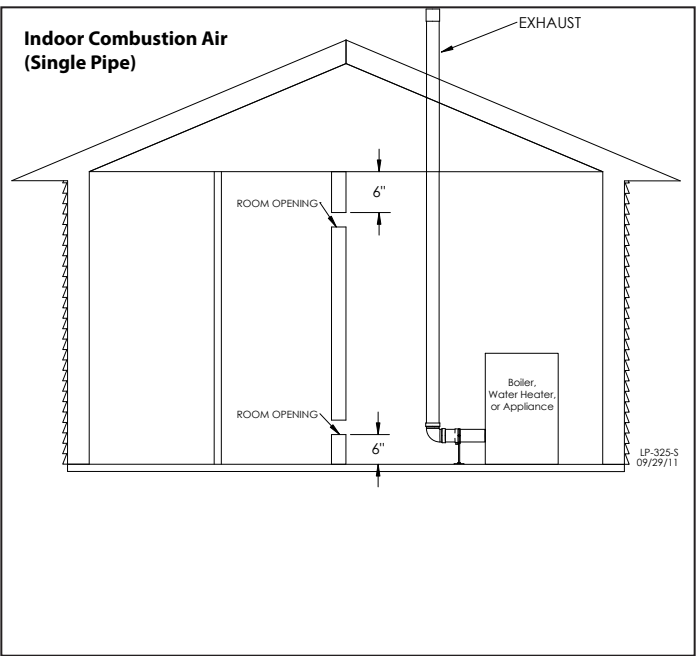 Indoor Combustion Air
(Single Pipe)
EXHAUST
6"
ROOM OPENING
ROOM OPENING
6"
Boiler,
Water Heater,
or Appliance
LP-325-S
09/29/11